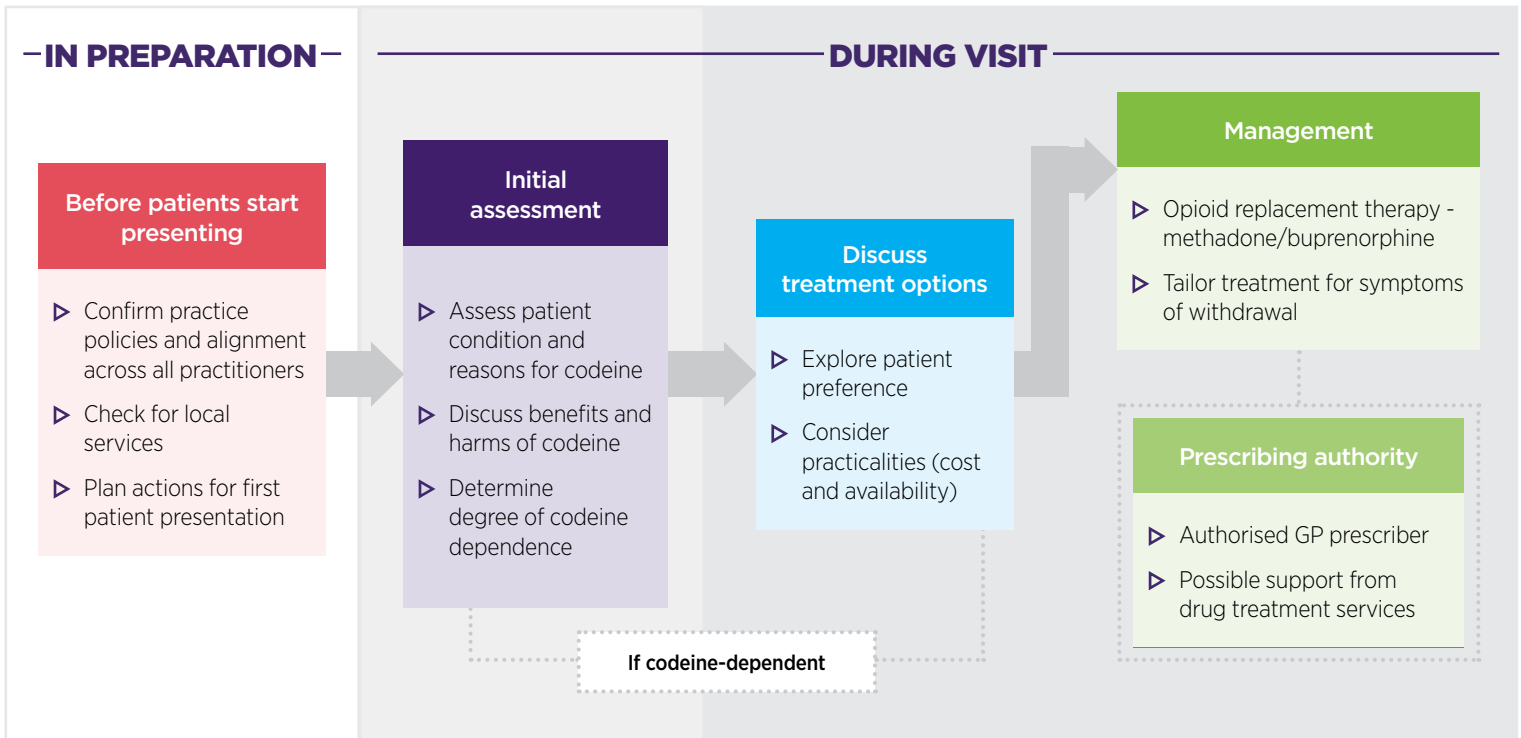 IN PREPARATION
DURING VISIT
Before patients start
presenting
Confirm practice
policies and alignment
across all practitioners
Check for local
services
Plan actions for first
patient presentation
Initial
assessment
Assess patient
condition and
reasons for codeine
Discuss benefits and
harms of codeine
Determine
degree of codeine
dependence
If codeine-dependent
Discuss
treatment options
Explore patient
preference
Consider
practicalities (cost
and availability)
Management
Opioid replacement therapy -
methadone/buprenorphine
Tailor treatment for symptoms
of withdrawal
Prescribing authority
Authorised GP prescriber
Possible support from
drug treatment services